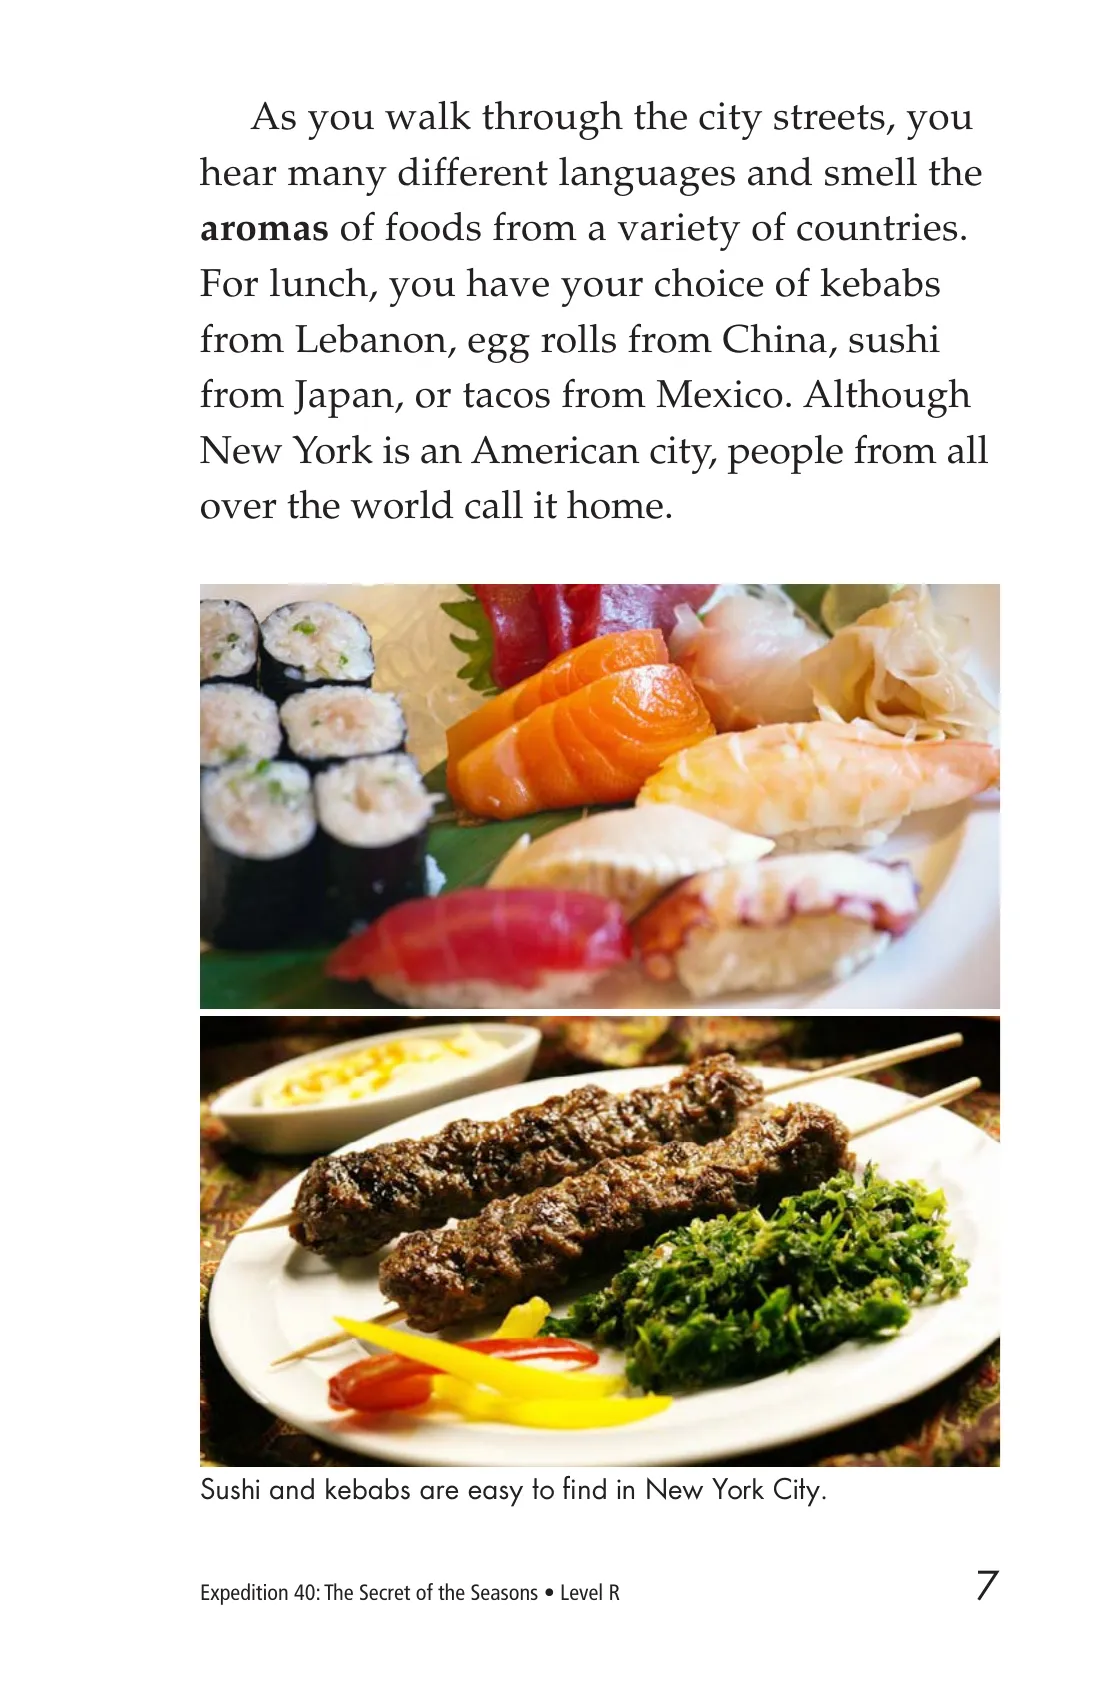 As you walk through the city streets, you
hear many different languages and smell the
aromas of foods from a variety of countries.
For lunch, you have your choice of kebabs
from Lebanon, egg rolls from China, sushi
from Japan, or tacos from Mexico. Although
New York is an American city, people from all
over the world call it home.
Sushi and kebabs are easy to find in New York City.
Expedition 40: The Secret of the Seasons • Level R
7